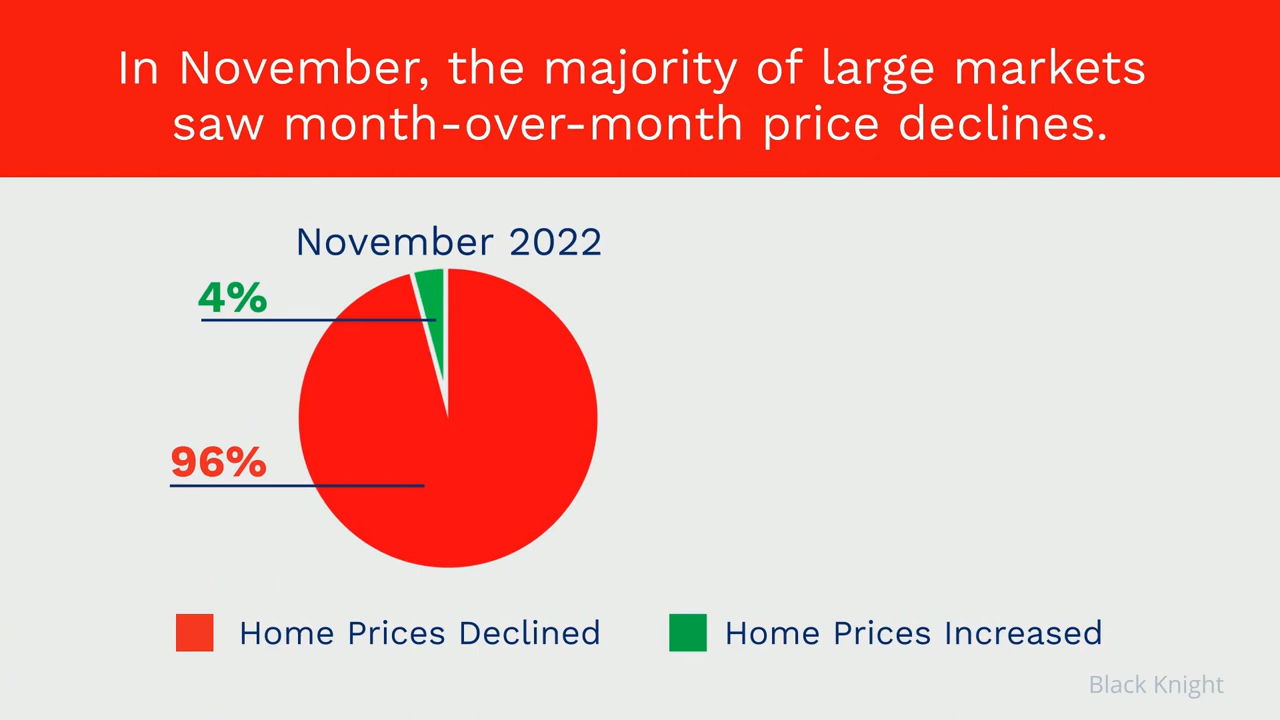 In November, the majority of large markets
saw month-over-month price declines.
November 2022
4%
96%
Home Prices Declined
Home Prices Increased
Black Knight